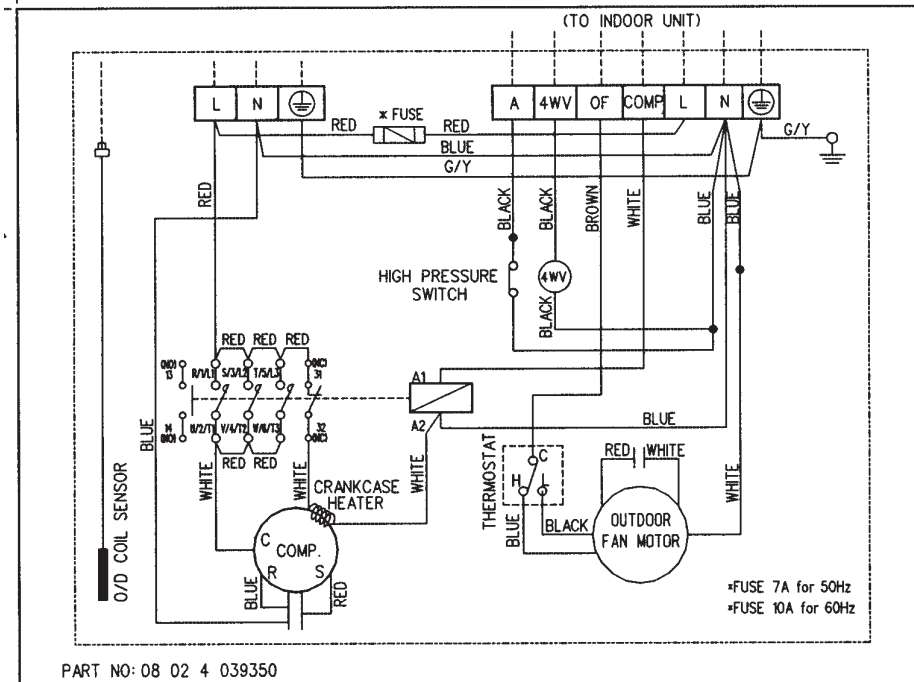 (TO INDOOR UNIT)
L N
A 4WV OF COMP L N
* FUSE
RED RED
BLUE
G/Y
G/Y
RED
BLACK BLACK BROWN WHITE BLUE BLUE
HIGH PRESSURE
SWITCH
4WV
BLACK
RED RED RED
(NO) 13 R/1/L1 S/3/L2 T/5/L3 (NC) 31
A1
A2
14 (NO) U/2/T1 V/4/T2 W/6/T3 32 (NC)
RED RED
BLUE
BLUE
WHITE WHITE WHITE
CRANKCASE
HEATER
THERMOSTAT
C
H L
BLUE BLACK
RED WHITE
WHITE
OUTDOOR
FAN MOTOR
O/D COIL SENSOR
C COMP.
R S
BLUE RED
*FUSE 7A for 50Hz
*FUSE 10A for 60Hz
PART NO: 08 02 4 039350